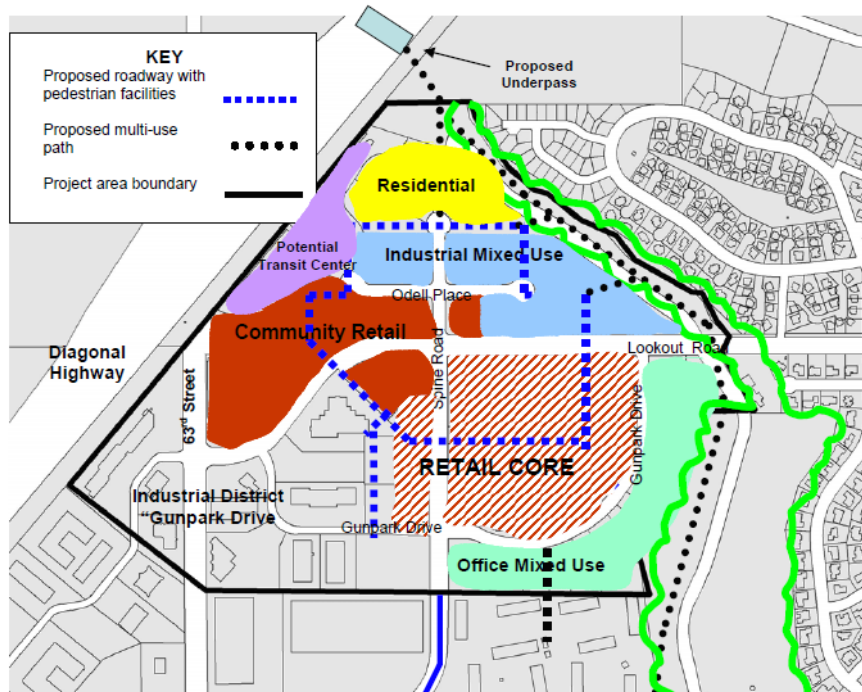 KEY
Proposed roadway with
pedestrian facilities
Proposed multi-use
path
Project area boundary
Proposed
Underpass
Residential
Potential
Transit Center
Industrial Mixed Use
Odell Place
Community Retail
Spine Road
Lookout Road
Diagonal
Highway
63rd Street
Gunpark Drive
RETAIL CORE
Industrial District
“Gunpark Drive
Gunpark Drive
Office Mixed Use